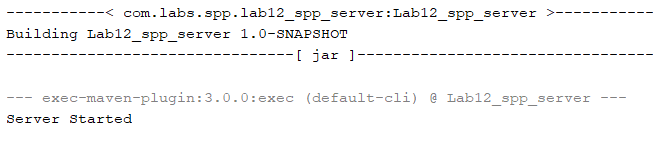 -----------< com.labs.spp.lab12_spp_server:Lab12_spp_server >-----------
Building Lab12_spp_server 1.0-SNAPSHOT
--------------------------------[ jar ]---------------------------------
--- exec-maven-plugin:3.0.0:exec (default-cli) @ Lab12_spp_server ---
Server Started